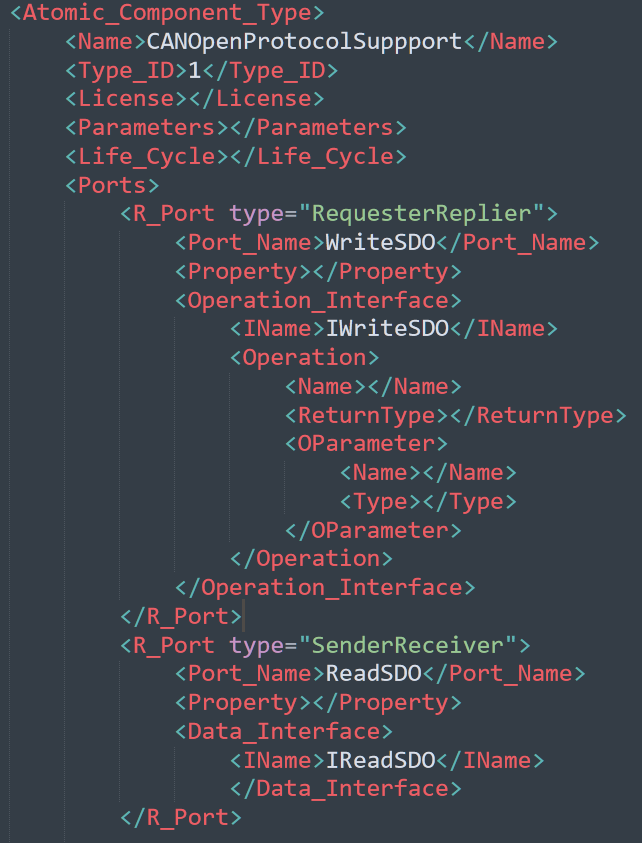 <Atomic_Component_Type>
<Name>CANOpenProtocolSuppport</Name>
<Type_ID>1</Type_ID>
<License></License>
<Parameters></Parameters>
<Life_Cycle></Life_Cycle>
<Ports>
<R_Port type="RequesterReplier">
<Port_Name>WriteSDO</Port_Name>
<Property></Property>
<Operation_Interface>
<IName>IWriteSDO</IName>
<Operation>
<Name></Name>
<ReturnType></ReturnType>
<OParameter>
<Name></Name>
<Type></Type>
</OParameter>
</Operation>
</Operation_Interface>
</R_Port>
<R_Port type="SenderReceiver">
<Port_Name>ReadSDO</Port_Name>
<Property></Property>
<Data_Interface>
<IName>IReadSDO</IName>
</Data_Interface>
</R_Port>